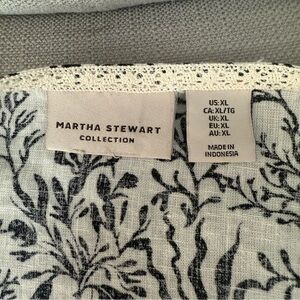 MARTHA STEWART
COLLECTION
US: XL
CA: XL/TG
UK: XL
EU: XL
AU: XL
MADE IN
INDONESIA